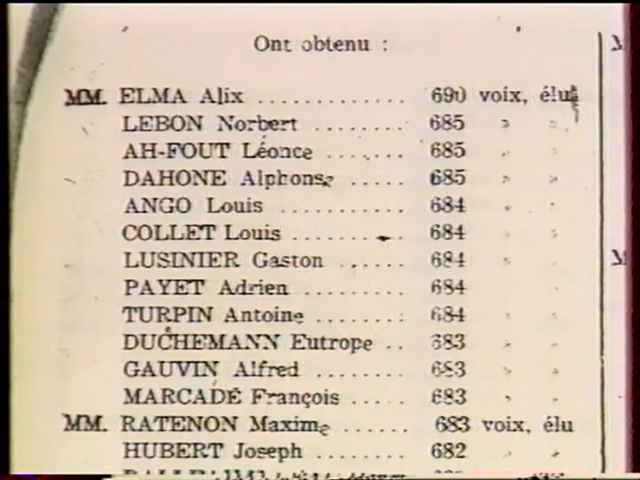 Ont obtenu :
MM. ELMA Alix ............. 690 voix, élu
LEBON Norbert ........ 685 » »
AH-FOUT Léonce ....... 685 » »
DAHONE Alphonse ..... 685 » »
ANGO Louis ........... 684 » »
COLLET Louis .......... 684 » »
LUSINIER Gaston ...... 684 » »
PAYET Adrien ......... 684 » »
TURPIN Antoine ........ 684 » »
DUCHEMANN Eutrope .. 683 » »
GAUVIN Alfred ......... 683 » »
MARCADÉ François ..... 683 » »
MM. RATENON Maxime ...... 683 voix, élu
HUBERT Joseph ........ 682 » »